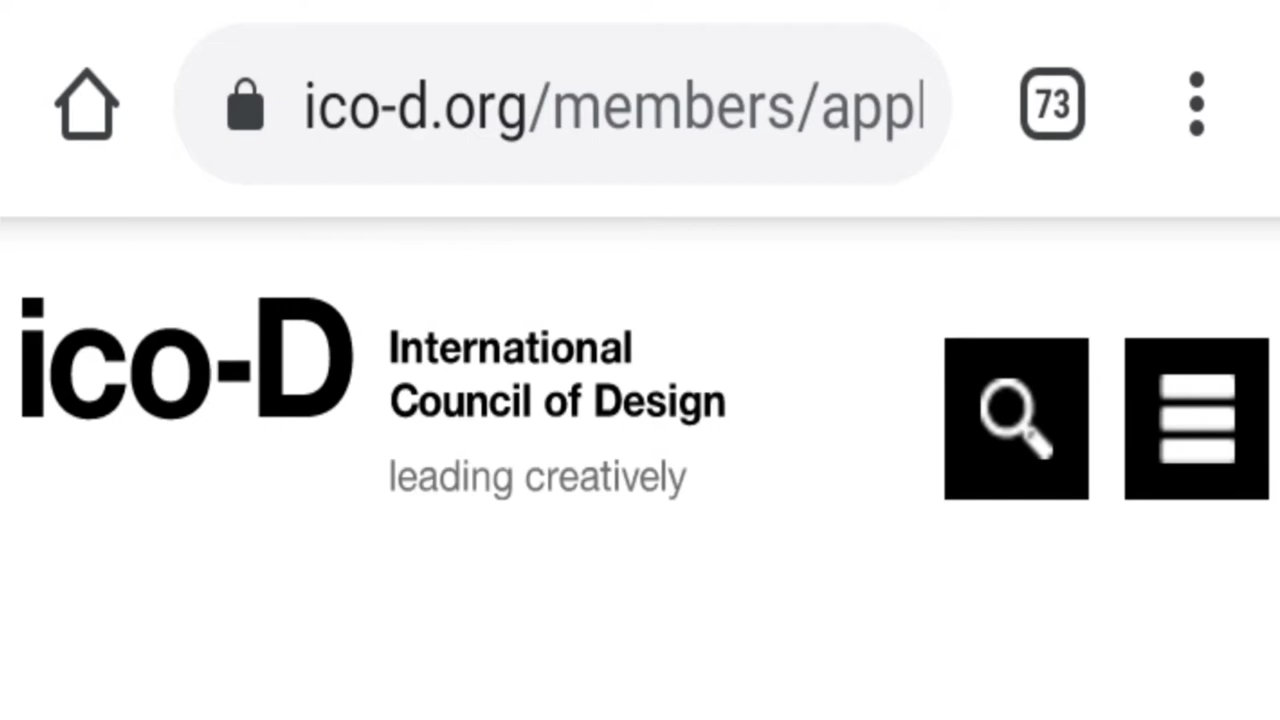 ico-d.org/members/appl
73
ico-D
International
Council of Design
leading creatively